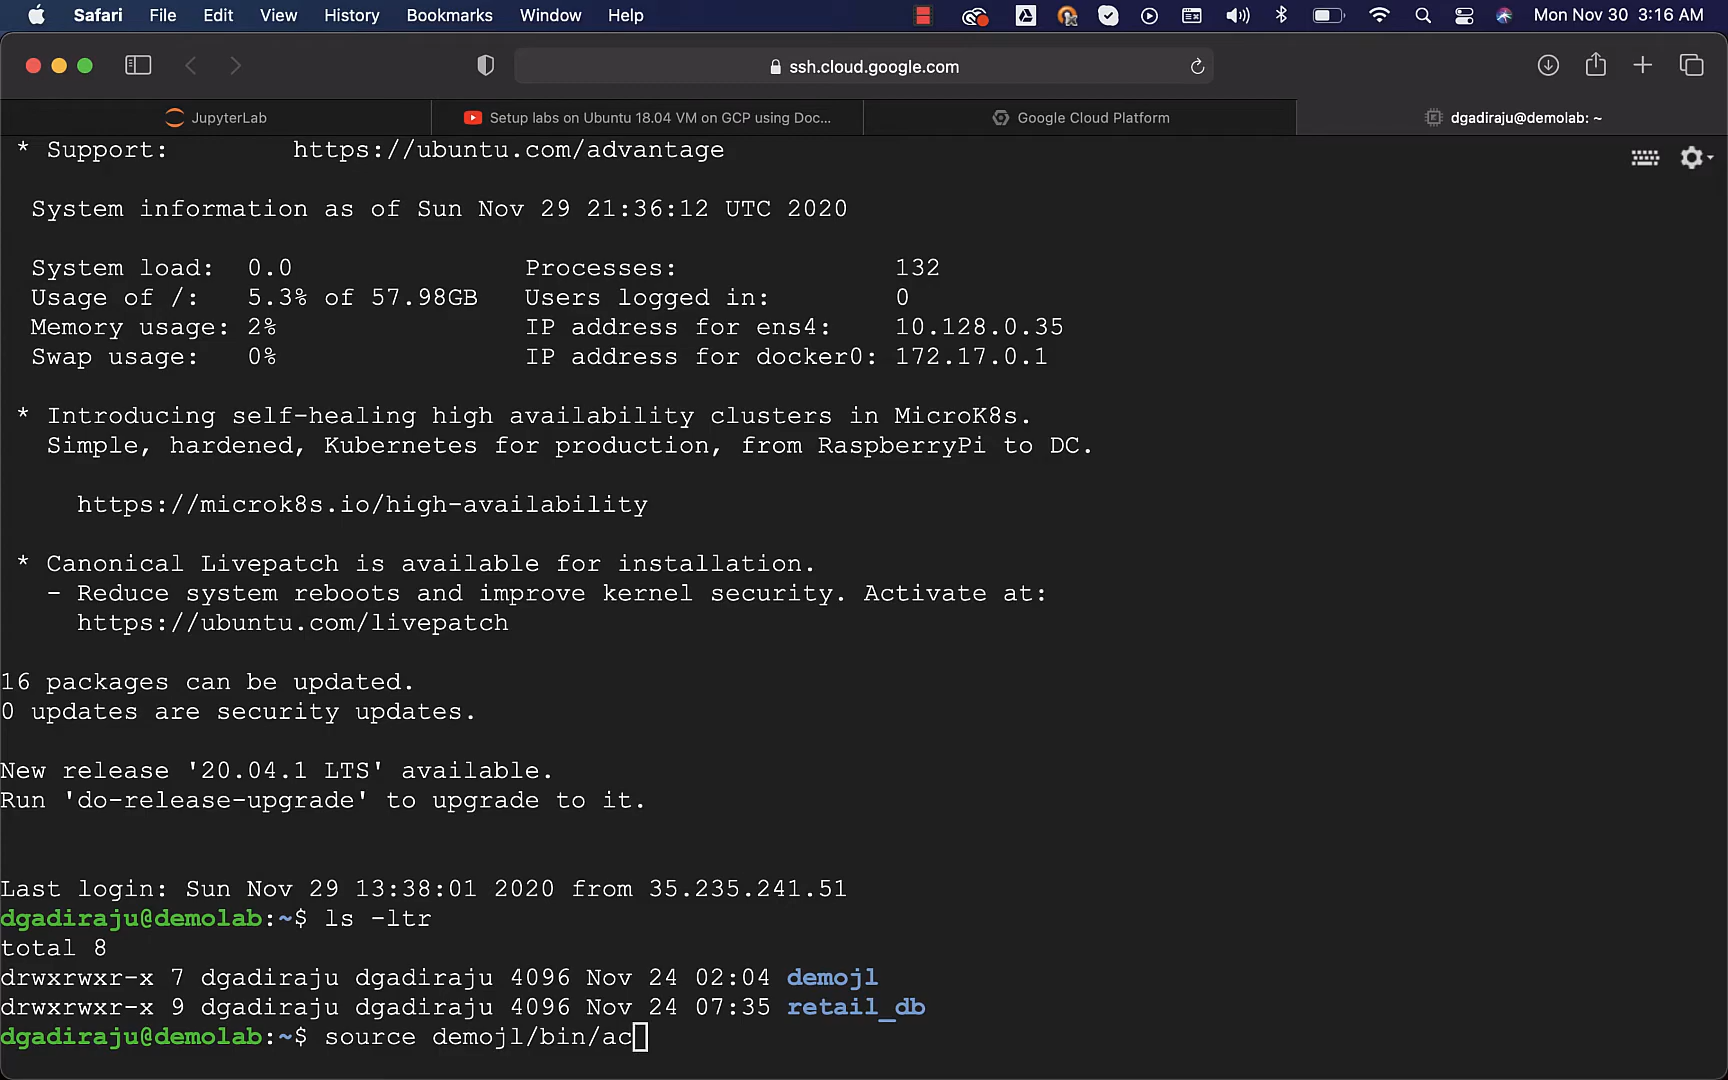 Safari File Edit View History Bookmarks Window Help Mon Nov 30 3:16 AM
ssh.cloud.google.com
JupyterLab Setup labs on Ubuntu 18.04 VM on GCP using Doc... Google Cloud Platform dgadiraju@demolab: ~
* Support: https://ubuntu.com/advantage
System information as of Sun Nov 29 21:36:12 UTC 2020
System load: 0.0 Processes: 132
Usage of /: 5.3% of 57.98GB Users logged in: 0
Memory usage: 2% IP address for ens4: 10.128.0.35
Swap usage: 0% IP address for docker0: 172.17.0.1
* Introducing self-healing high availability clusters in MicroK8s.
Simple, hardened, Kubernetes for production, from RaspberryPi to DC.
https://microk8s.io/high-availability
* Canonical Livepatch is available for installation.
- Reduce system reboots and improve kernel security. Activate at:
https://ubuntu.com/livepatch
16 packages can be updated.
0 updates are security updates.
New release '20.04.1 LTS' available.
Run 'do-release-upgrade' to upgrade to it.
Last login: Sun Nov 29 13:38:01 2020 from 35.235.241.51
dgadiraju@demolab:~$ ls -ltr
total 8
drwxrwxr-x 7 dgadiraju dgadiraju 4096 Nov 24 02:04 demojl
drwxrwxr-x 9 dgadiraju dgadiraju 4096 Nov 24 07:35 retail_db
dgadiraju@demolab:~$ source demojl/bin/ac